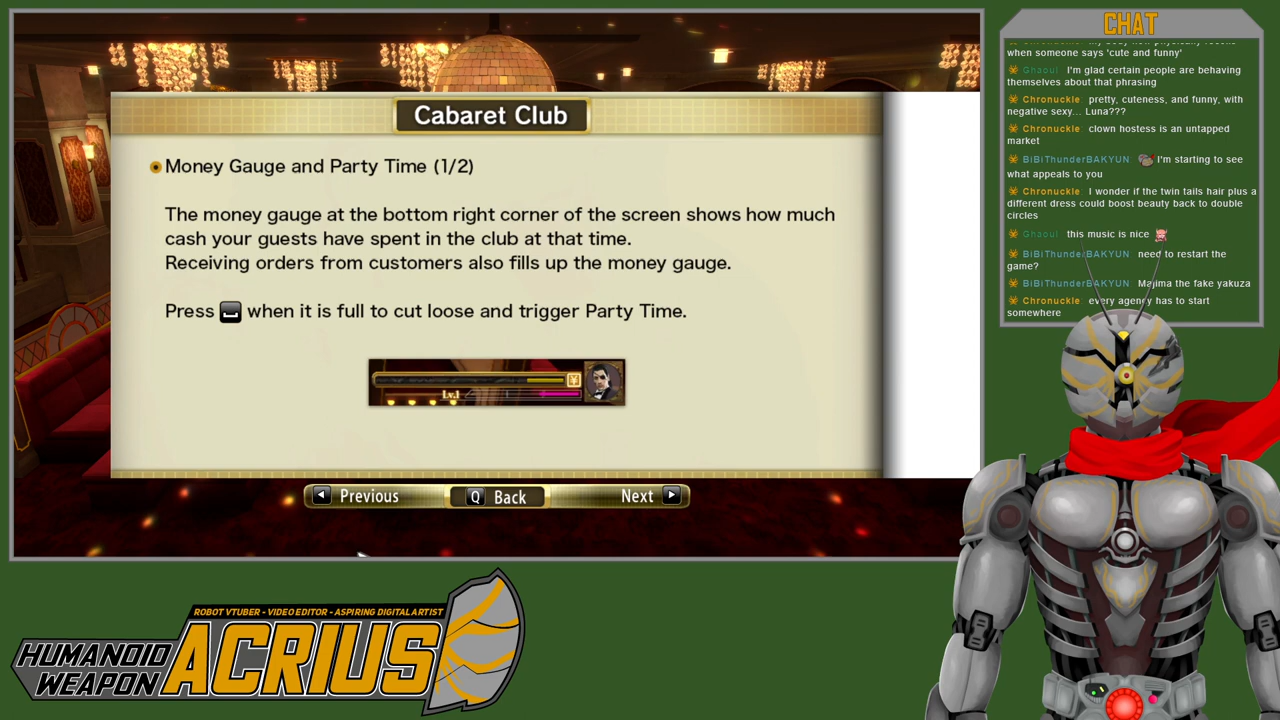 Cabaret Club
Money Gauge and Party Time (1/2)
The money gauge at the bottom right corner of the screen shows how much
cash your guests have spent in the club at that time.
Receiving orders from customers also fills up the money gauge.
Press when it is full to cut loose and trigger Party Time.
Lv.1
Previous
Q Back
Next
CHAT
when someone says 'cute and funny'
Ghaoul I'm glad certain people are behaving
themselves about that phrasing
Chronuckle pretty, cuteness, and funny, with
negative sexy... Luna???
Chronuckle clown hostess is an untapped
market
BiBiThunderBAKYUN I'm starting to see
what appeals to you
Chronuckle I wonder if the twin tails hair plus a
different dress could boost beauty back to double
circles
Ghaoul this music is nice
BiBiThunderBAKYUN need to restart the
game?
BiBiThunderBAKYUN Majima the fake yakuza
Chronuckle every agency has to start
somewhere
ROBOT VTUBER - VIDEO EDITOR - ASPIRING DIGITAL ARTIST
HUMANOID
WEAPON
ACRIUS